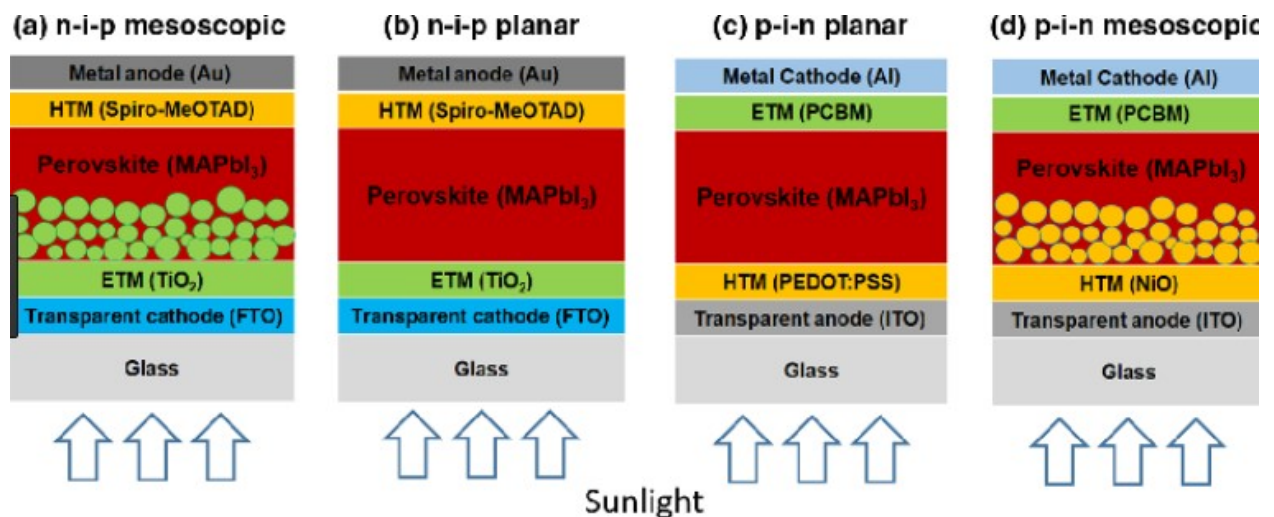 (a) n-i-p mesoscopic
Metal anode (Au)
HTM (Spiro-MeOTAD)
Perovskite (MAPbI₃)
ETM (TiO₂)
Transparent cathode (FTO)
Glass
(b) n-i-p planar
Metal anode (Au)
HTM (Spiro-MeOTAD)
Perovskite (MAPbI₃)
ETM (TiO₂)
Transparent cathode (FTO)
Glass
(c) p-i-n planar
Metal Cathode (Al)
ETM (PCBM)
Perovskite (MAPbI₃)
HTM (PEDOT:PSS)
Transparent anode (ITO)
Glass
(d) p-i-n mesoscopic
Metal Cathode (Al)
ETM (PCBM)
Perovskite (MAPbI₃)
HTM (NiO)
Transparent anode (ITO)
Glass
Sunlight